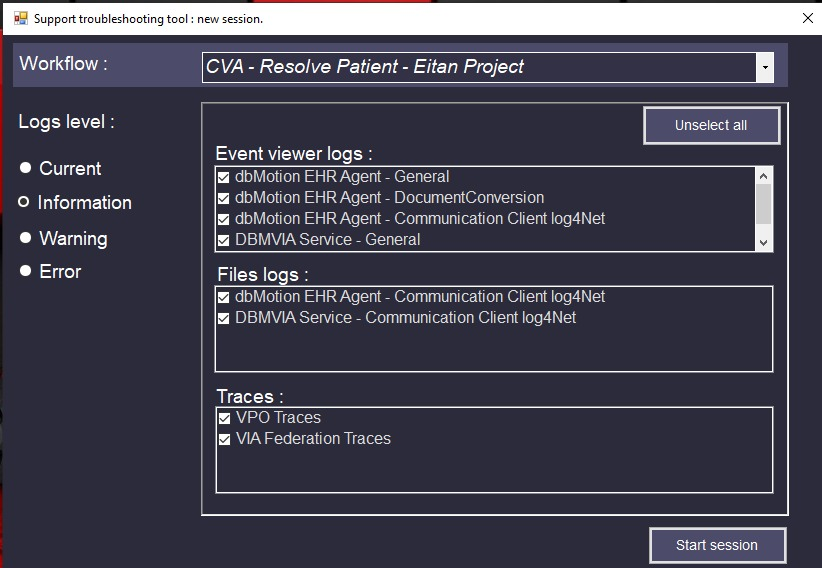 Support troubleshooting tool : new session.
Workflow :
CVA - Resolve Patient - Eitan Project
Logs level :
Current
Information
Warning
Error
Unselect all
Event viewer logs :
dbMotion EHR Agent - General
dbMotion EHR Agent - DocumentConversion
dbMotion EHR Agent - Communication Client log4Net
DBMVIA Service - General
Files logs :
dbMotion EHR Agent - Communication Client log4Net
DBMVIA Service - Communication Client log4Net
Traces :
VPO Traces
VIA Federation Traces
Start session